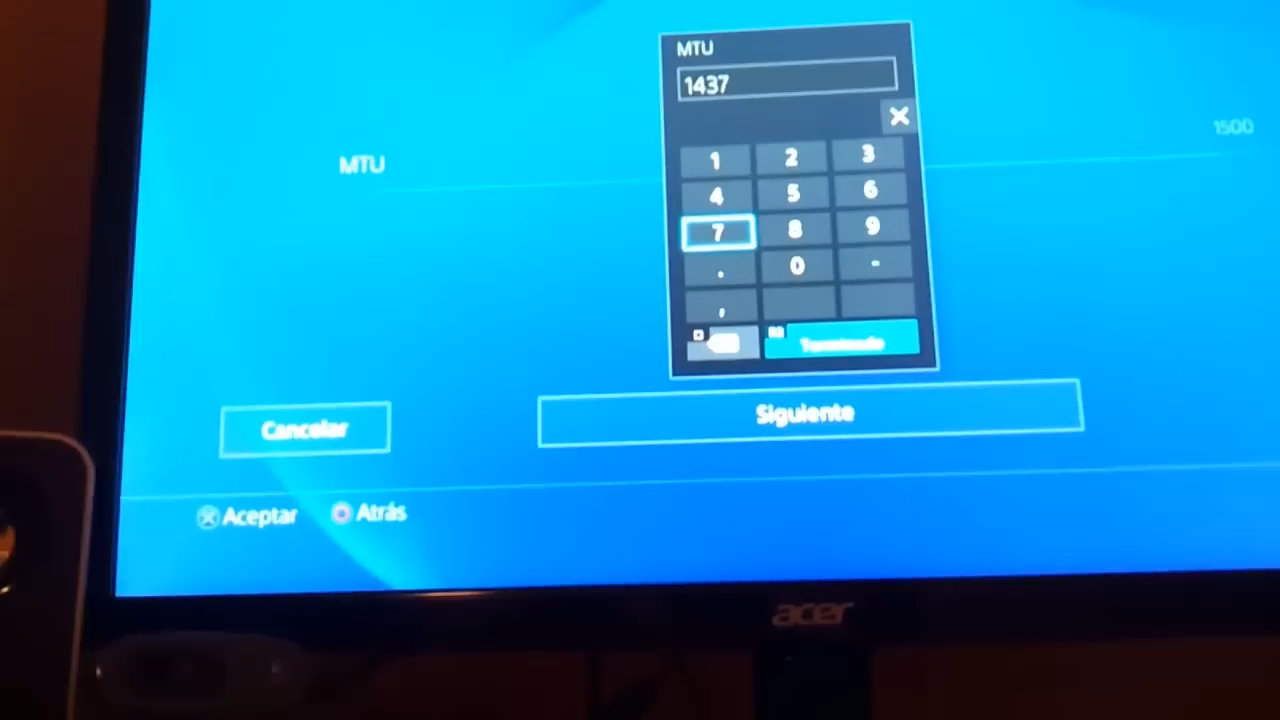 MTU
1437
1500
MTU
1 2 3
4 5 6
7 8 9
. 0 -
,
R2
Cancelar
Siguiente
Aceptar
Atrás
acer